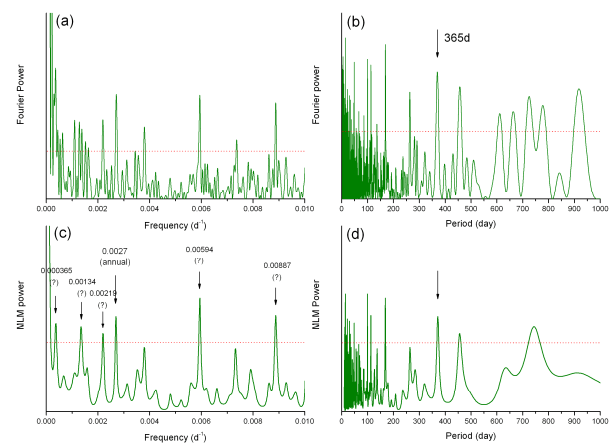 (a)
Fourier Power
0.000 0.002 0.004 0.006 0.008 0.010
Frequency (d⁻¹)
(b)
365d
Fourier power
0 100 200 300 400 500 600 700 800 900 1000
Period (day)
(c)
0.000365
(?)
0.00134
(?)
0.00219
(?)
0.0027
(annual)
0.00594
(?)
0.00887
(?)
NLM power
0.000 0.002 0.004 0.006 0.008 0.010
Frequency (d⁻¹)
(d)
NLM Power
0 100 200 300 400 500 600 700 800 900 1000
Period (day)